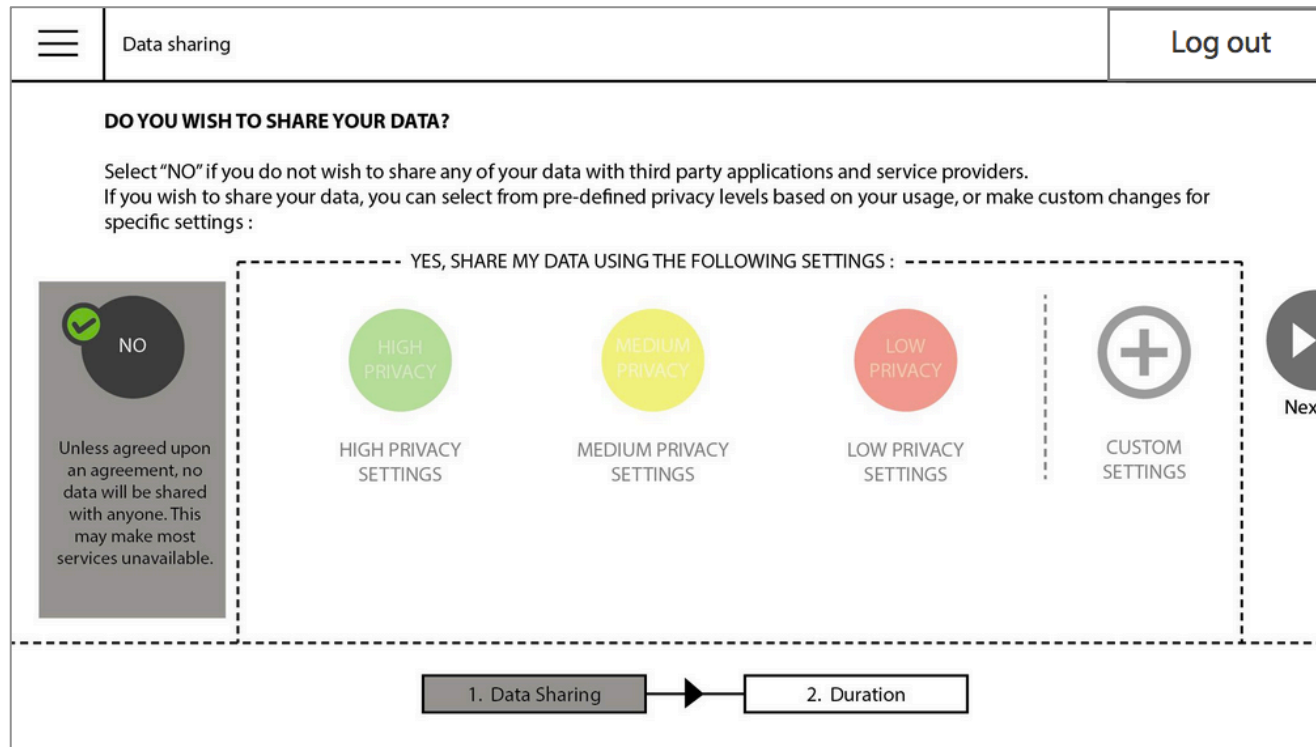 Data sharing
Log out
DO YOU WISH TO SHARE YOUR DATA?
Select “NO” if you do not wish to share any of your data with third party applications and service providers.
If you wish to share your data, you can select from pre-defined privacy levels based on your usage, or make custom changes for
specific settings :
YES, SHARE MY DATA USING THE FOLLOWING SETTINGS :
NO
Unless agreed upon
an agreement, no
data will be shared
with anyone. This
may make most
services unavailable.
HIGH
PRIVACY
HIGH PRIVACY
SETTINGS
MEDIUM
PRIVACY
MEDIUM PRIVACY
SETTINGS
LOW
PRIVACY
LOW PRIVACY
SETTINGS
CUSTOM
SETTINGS
Nex
1. Data Sharing
2. Duration